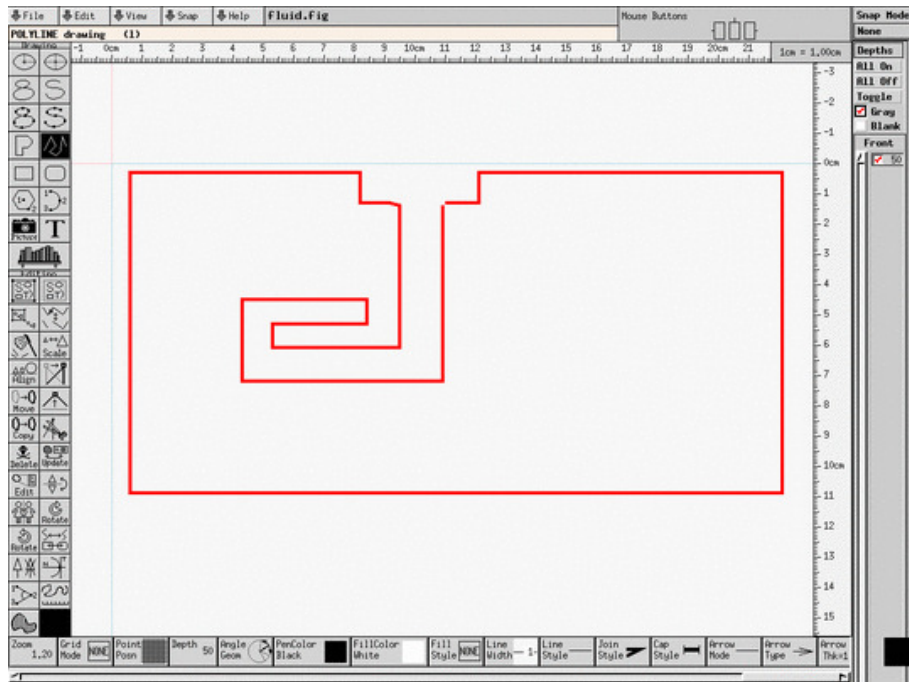 File Edit View Snap Help fluid.fig Mouse Buttons Snap Mode
POLYLINE drawing (1) None
Drawing -1 0cm 1 2 3 4 5 6 7 8 9 10cm 11 12 13 14 15 16 17 18 19 20cm 21 1cm = 1.00cm Depths
All On
All Off
Toggle
Gray
Blank
Front
50
-3
-2
-1
0cm
1
2
3
4
5
6
7
8
9
10cm
11
12
13
14
15
Picture T
Editing
Scale
Align
Move
Copy
Delete Update
Edit
Rotate
Rotate
Zoom 1.20 Grid Mode NONE Point Posn Depth 50 Angle Geom PenColor Black FillColor White Fill Style NONE Line Width 1 Line Style Join Style Cap Style Arrow Mode Arrow Type Arrow Thk=1